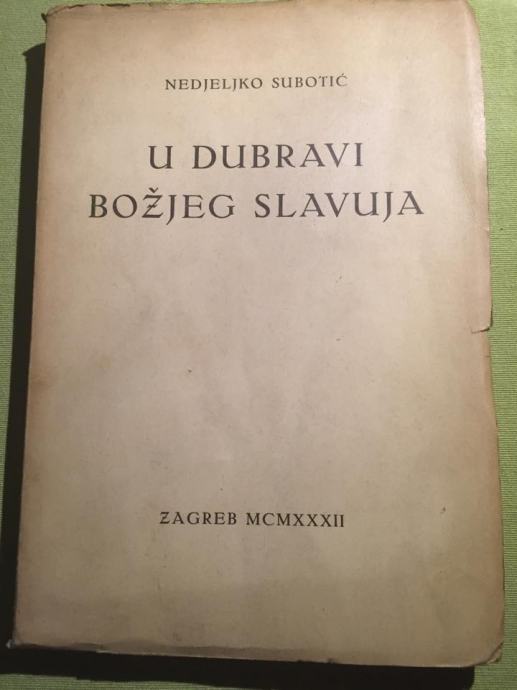 NEDJELJKO SUBOTIĆ
U DUBRAVI
BOŽJEG SLAVUJA
ZAGREB MCMXXXII